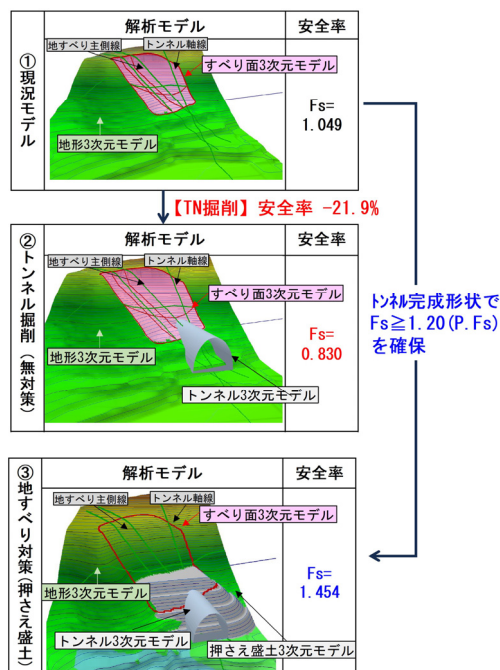 解析モデル
安全率
①現況モデル
地すべり主側線
トンネル軸線
すべり面3次元モデル
地形3次元モデル
Fs=
1.049
【TN掘削】安全率 -21.9%
解析モデル
安全率
②トンネル掘削(無対策)
地すべり主側線
トンネル軸線
すべり面3次元モデル
地形3次元モデル
トンネル3次元モデル
Fs=
0.830
トンネル完成形状で
Fs≧1.20(P.Fs)
を確保
解析モデル
安全率
③地すべり対策(押さえ盛土)
地すべり主側線
トンネル軸線
すべり面3次元モデル
地形3次元モデル
トンネル3次元モデル
押さえ盛土3次元モデル
Fs=
1.454